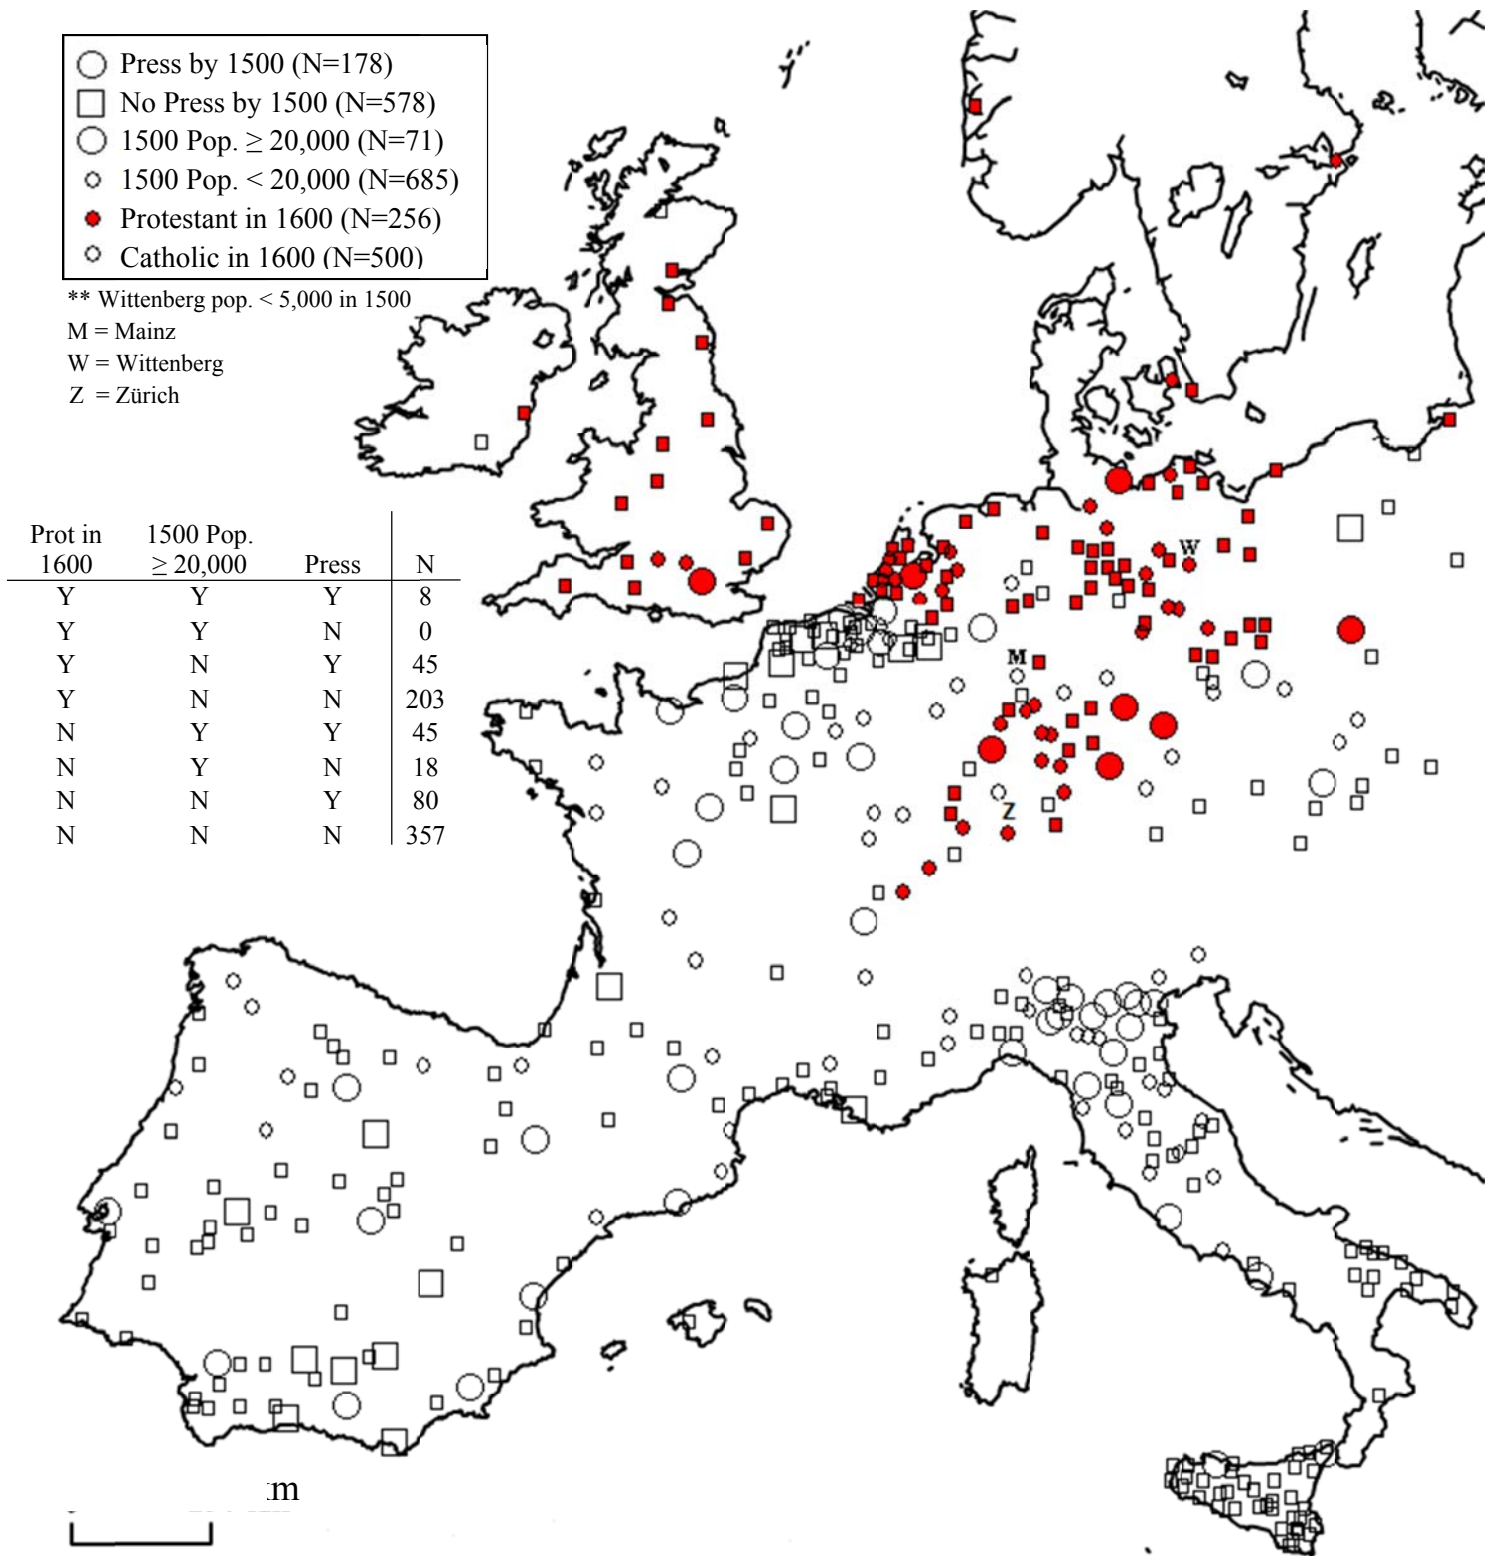 Press by 1500 (N=178)
No Press by 1500 (N=578)
1500 Pop. ≥ 20,000 (N=71)
1500 Pop. < 20,000 (N=685)
Protestant in 1600 (N=256)
Catholic in 1600 (N=500)
** Wittenberg pop. < 5,000 in 1500
M = Mainz
W = Wittenberg
Z = Zürich
Prot in 1500 Pop.
1600 ≥ 20,000 Press N
Y Y Y 8
Y Y N 0
Y N Y 45
Y N N 203
N Y Y 45
N Y N 18
N N Y 80
N N N 357
W
M
Z